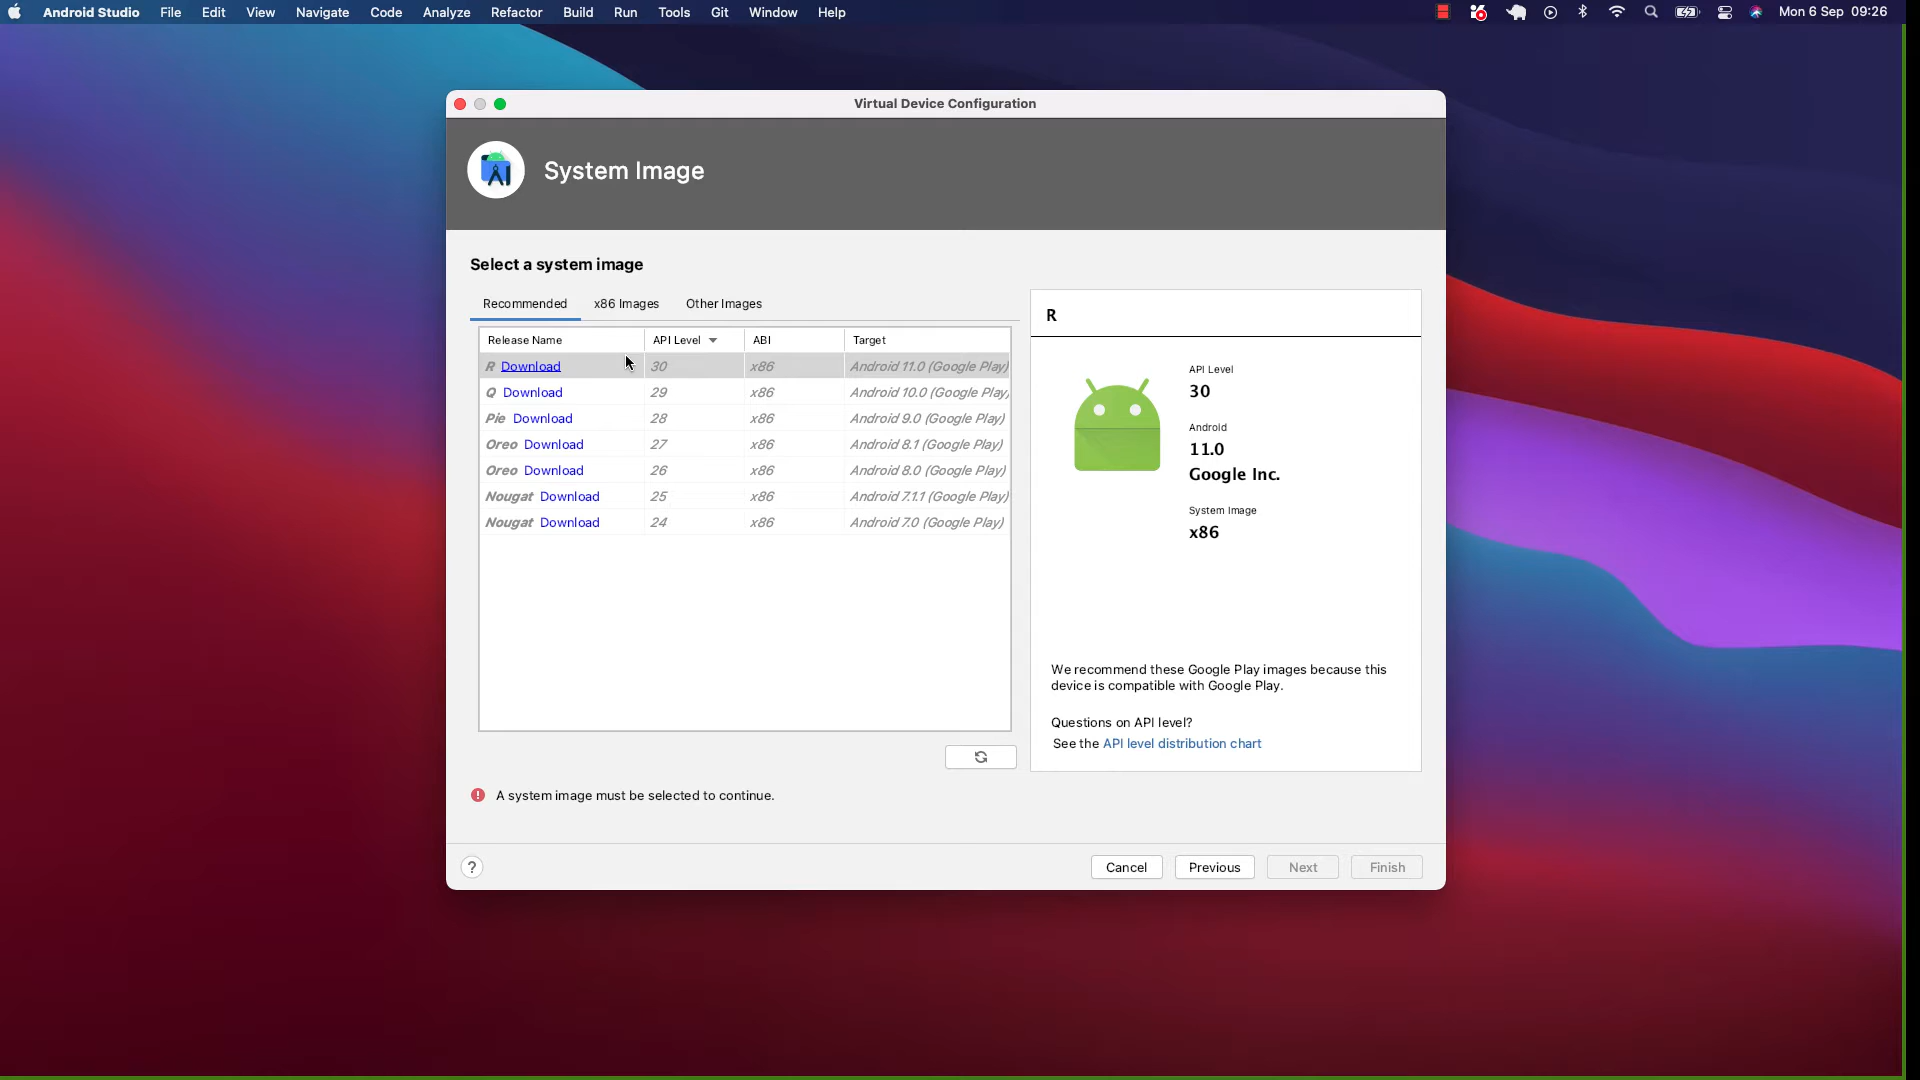 Android Studio File Edit View Navigate Code Analyze Refactor Build Run Tools Git Window Help Mon 6 Sep 09:26
Virtual Device Configuration
System Image
Select a system image
Recommended x86 Images Other Images
Release Name API Level ABI Target
R Download 30 x86 Android 11.0 (Google Play)
Q Download 29 x86 Android 10.0 (Google Play)
Pie Download 28 x86 Android 9.0 (Google Play)
Oreo Download 27 x86 Android 8.1 (Google Play)
Oreo Download 26 x86 Android 8.0 (Google Play)
Nougat Download 25 x86 Android 7.1.1 (Google Play)
Nougat Download 24 x86 Android 7.0 (Google Play)
R
API Level
30
Android
11.0
Google Inc.
System Image
x86
We recommend these Google Play images because this
device is compatible with Google Play.
Questions on API level?
See the API level distribution chart
A system image must be selected to continue.
? Cancel Previous Next Finish